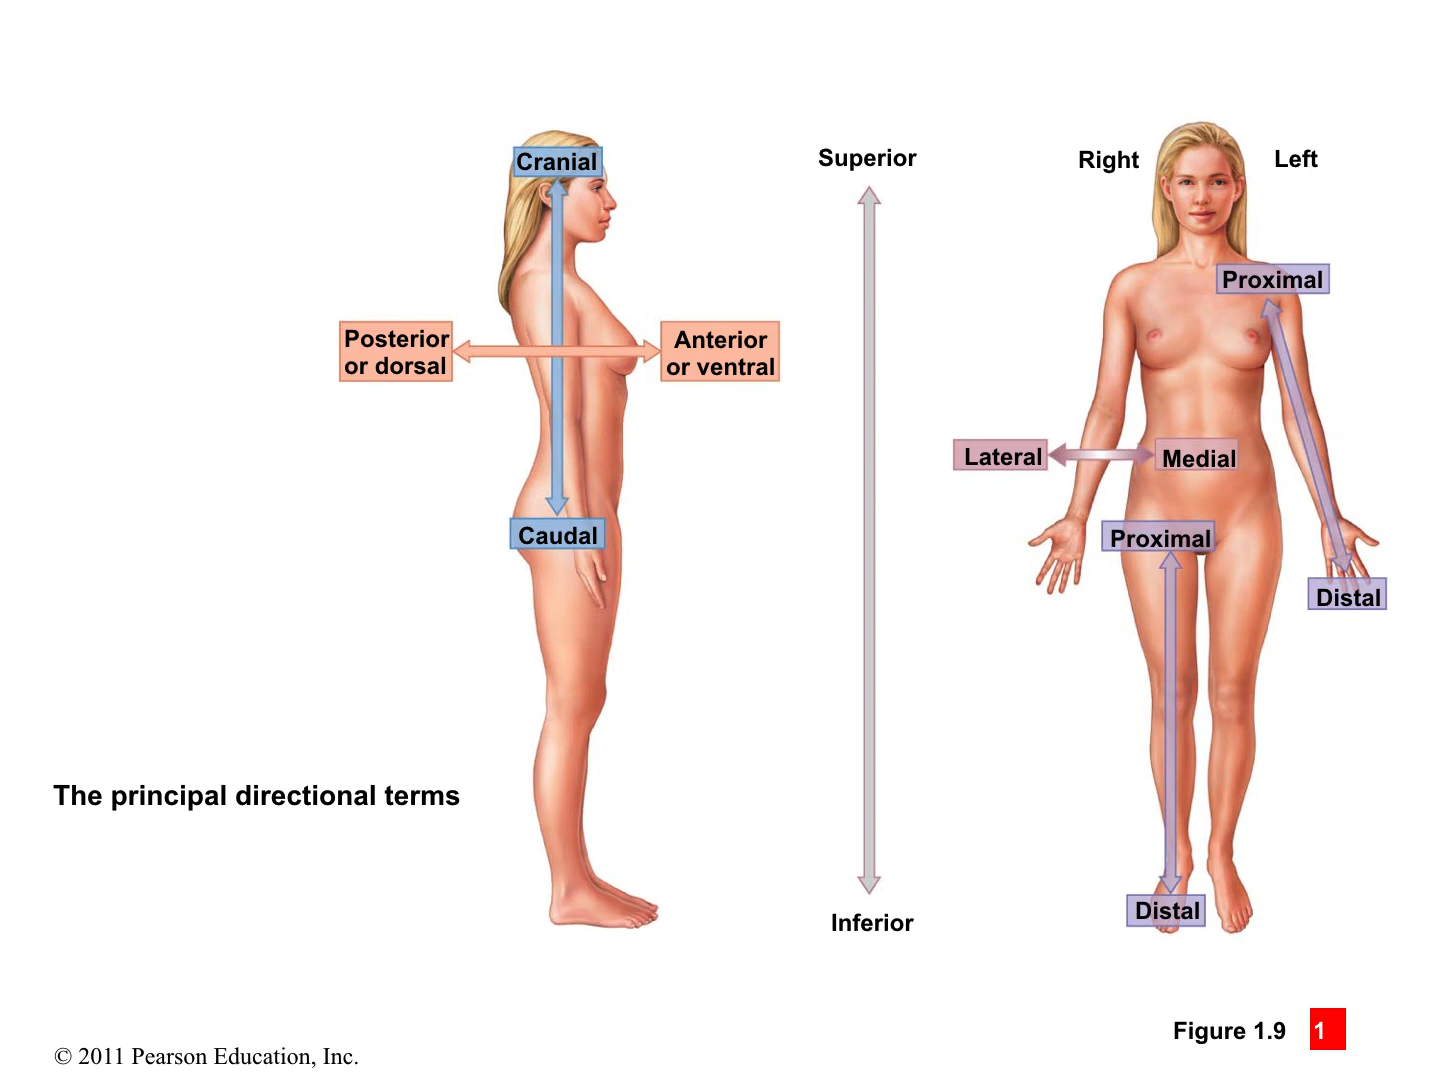 Cranial
Superior
Right
Left
Proximal
Posterior
or dorsal
Anterior
or ventral
Lateral
Medial
Caudal
Proximal
Distal
The principal directional terms
Distal
Inferior
Figure 1.9 1
© 2011 Pearson Education, Inc.